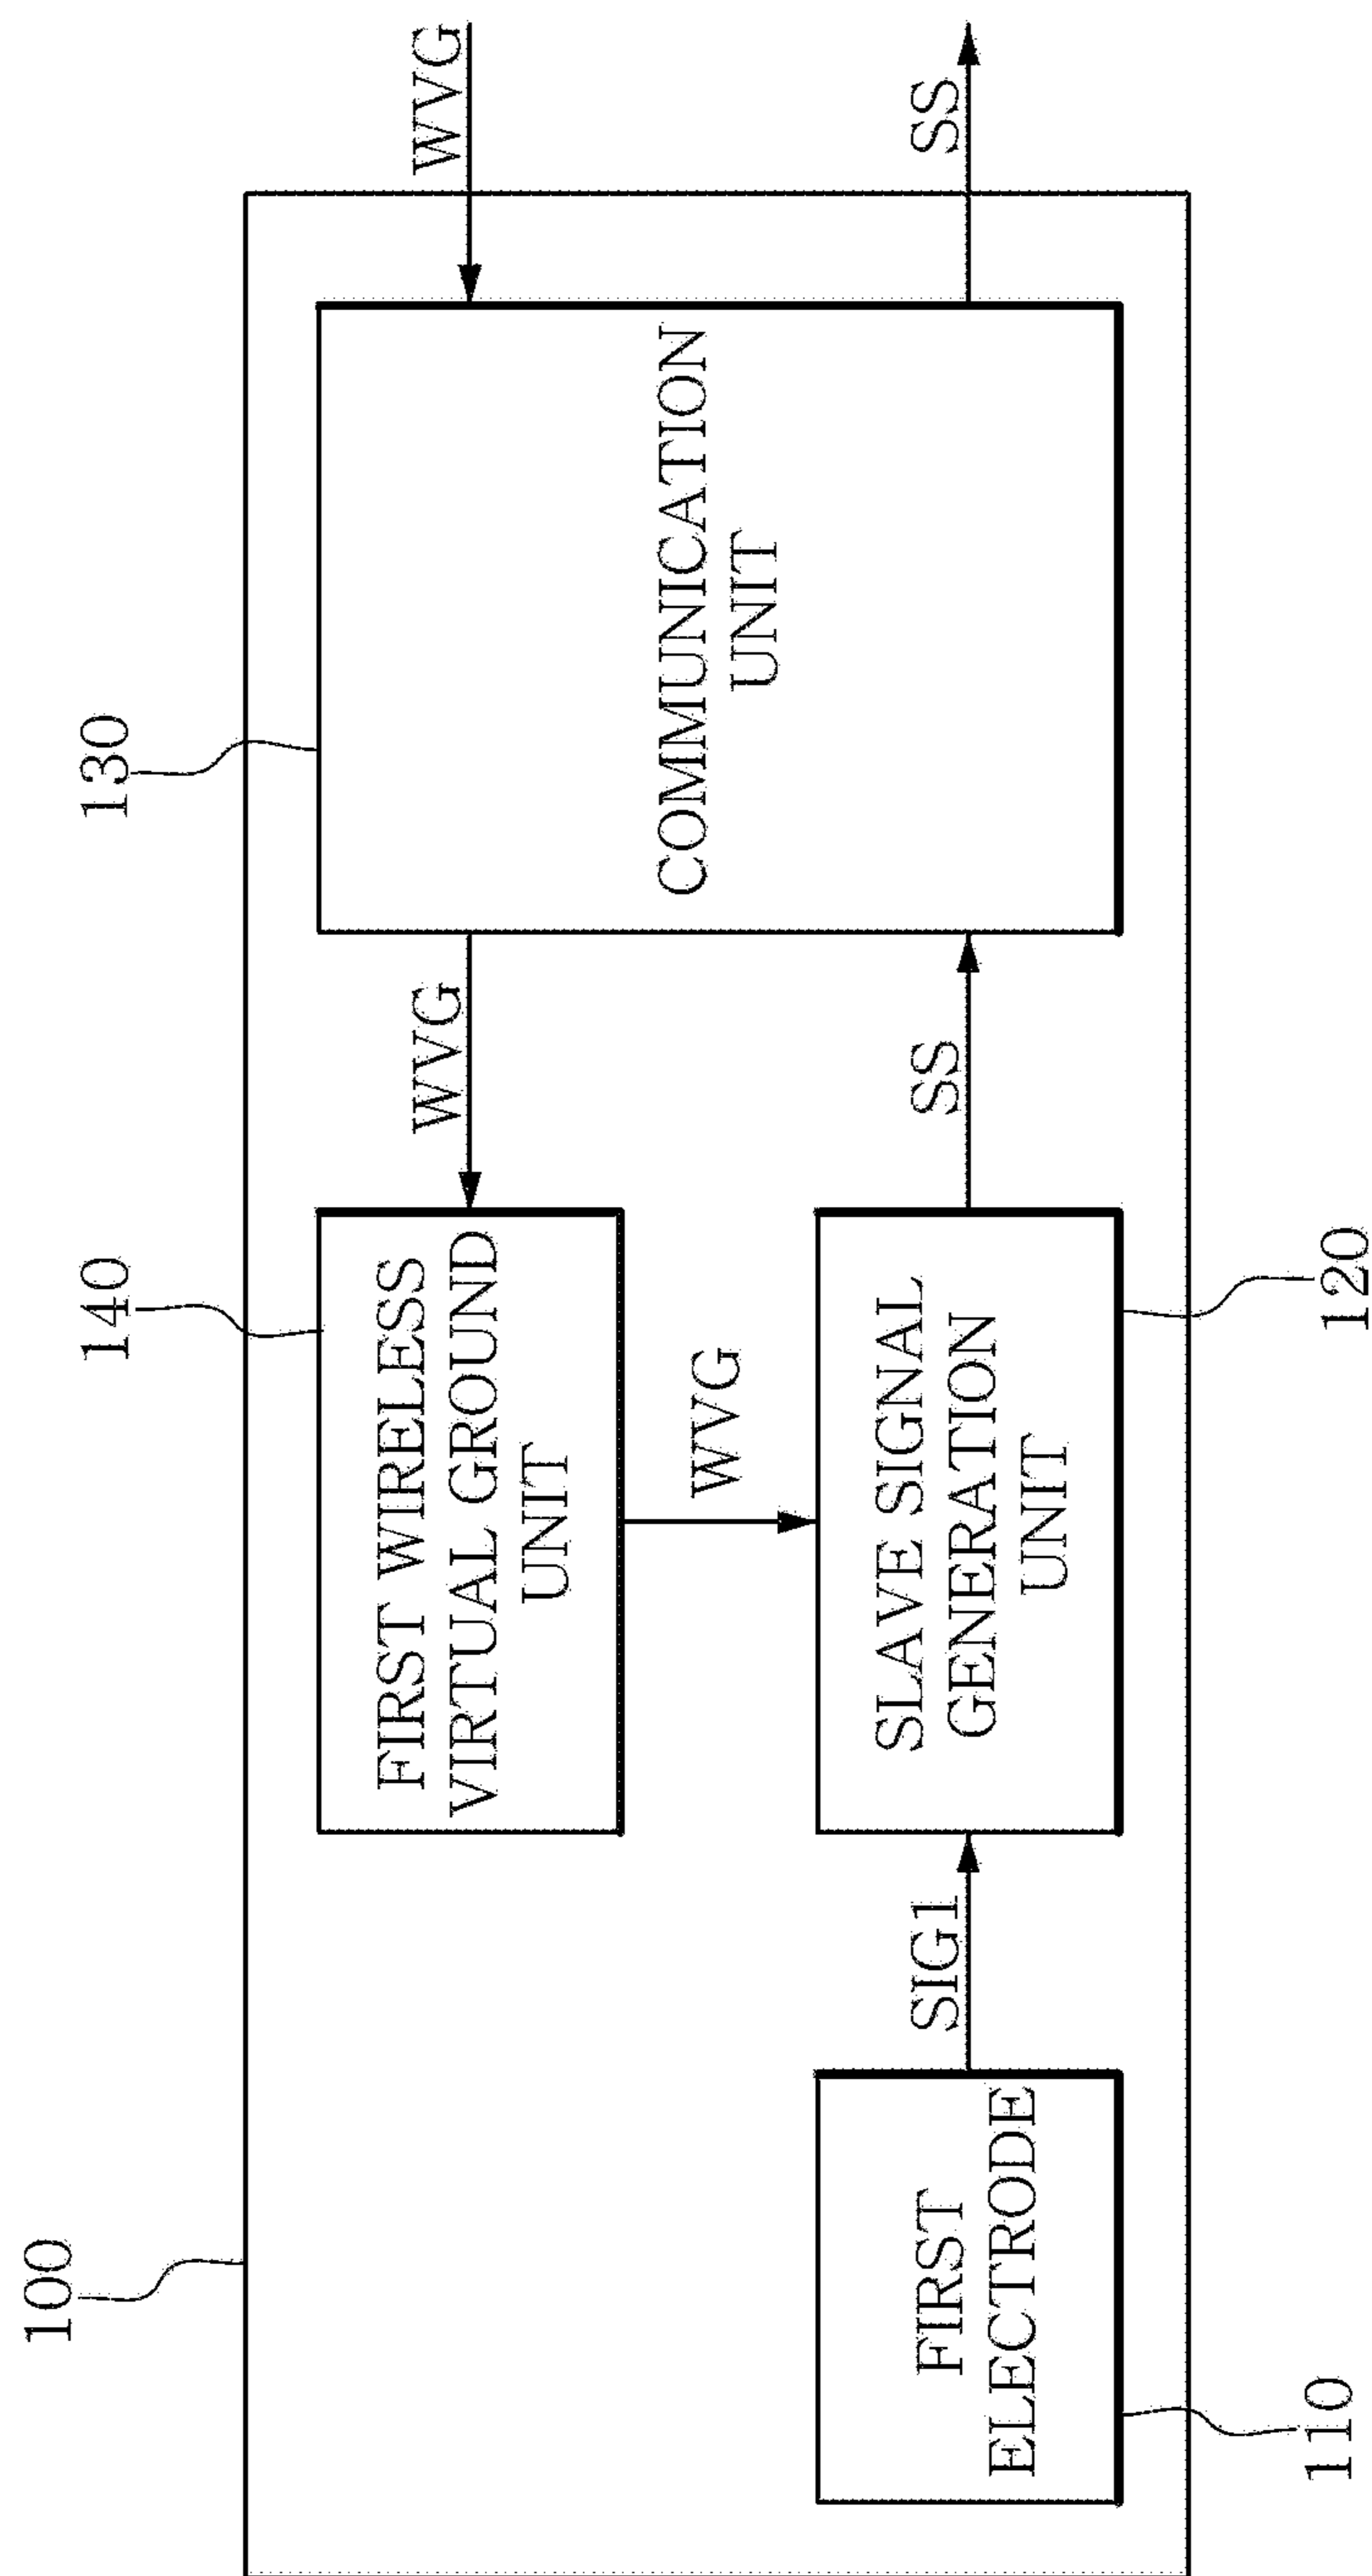 100
140
130
FIRST WIRELESS
VIRTUAL GROUND
UNIT
WVG
COMMUNICATION
UNIT
WVG
WVG
FIRST
ELECTRODE
SIG1
SLAVE SIGNAL
GENERATION
UNIT
SS
SS
110
120